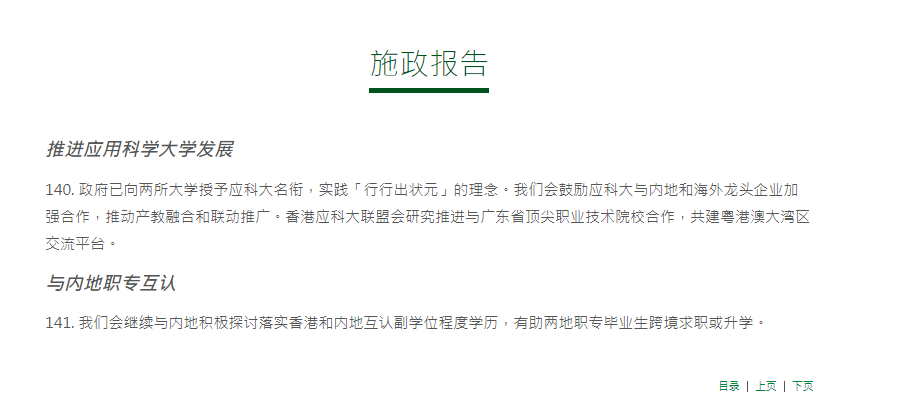 施政报告
推进应用科学大学发展
140. 政府已向两所大学授予应科大名衔，实践「行行出状元」的理念。我们会鼓励应科大与内地和海外龙头企业加
强合作，推动产教融合和联动推广。香港应科大联盟会研究推进与广东省顶尖职业技术院校合作，共建粤港澳大湾区
交流平台。
与内地职专互认
141. 我们会继续与内地积极探讨落实香港和内地互认副学位程度学历，有助两地职专毕业生跨境求职或升学。
目录 | 上页 | 下页